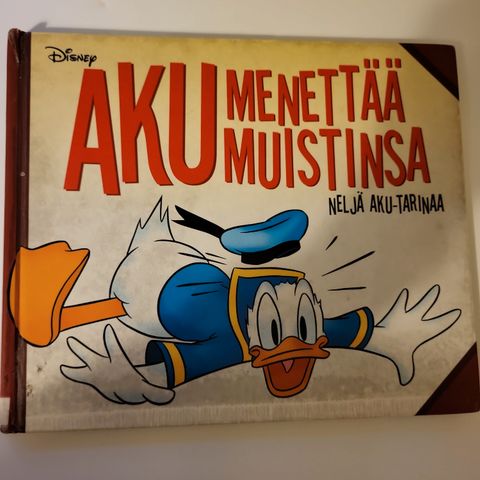 Disney
AKU MENETTÄÄ
MUISTINSA
NELJÄ AKU-TARINAA